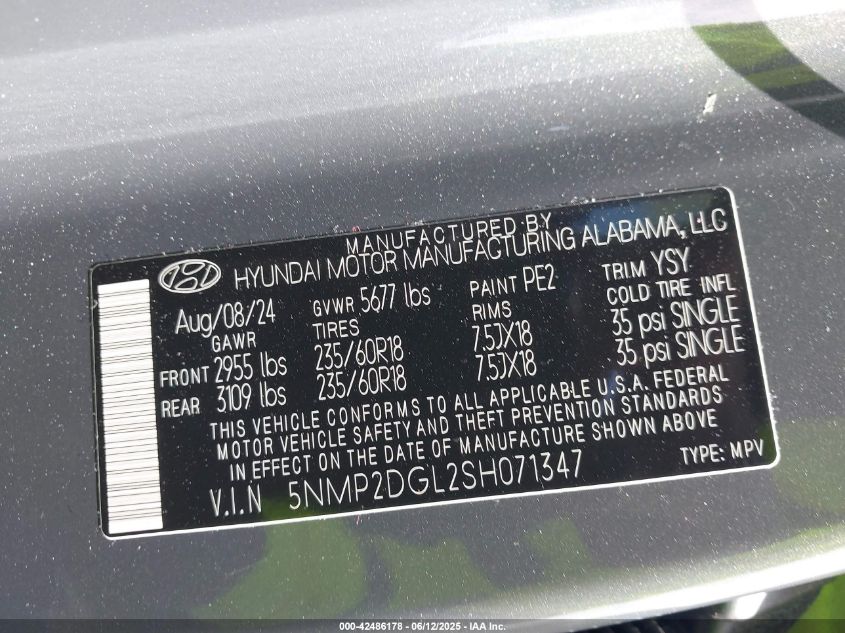 MANUFACTURED BY
HYUNDAI MOTOR MANUFACTURING ALABAMA, LLC
Aug/08/24 GVWR 5677 lbs PAINT PE2 TRIM YSY
GAWR TIRES RIMS COLD TIRE INFL
FRONT 2955 lbs 235/60R18 7.5JX18 35 psi SINGLE
REAR 3109 lbs 235/60R18 7.5JX18 35 psi SINGLE
THIS VEHICLE CONFORMS TO ALL APPLICABLE U.S.A. FEDERAL
MOTOR VEHICLE SAFETY AND THEFT PREVENTION STANDARDS
IN EFFECT ON THE DATE OF MANUFACTURE SHOWN ABOVE
V.I.N 5NMP2DGL2SH071347 TYPE: MPV
000-42486178 - 06/12/2025 - IAA Inc.